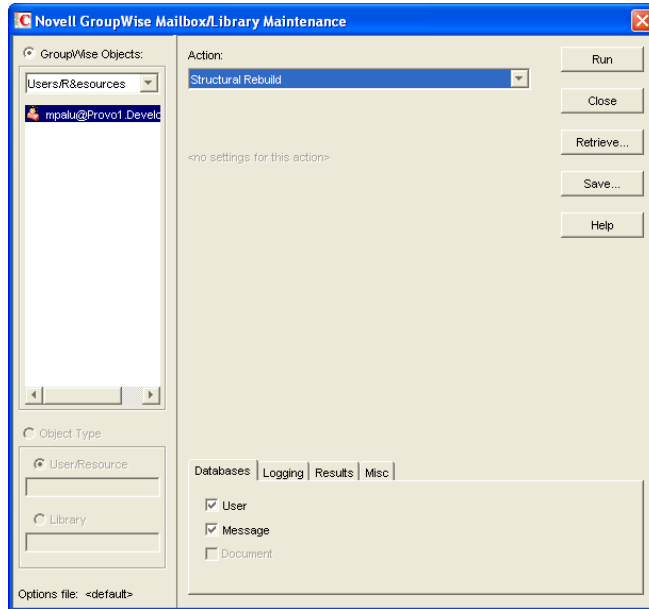 Novell GroupWise Mailbox/Library Maintenance
GroupWise Objects:
Users/R&esources
mpalu@Provo1.Develo
Object Type
User/Resource
Library
Options file: <default>
Action:
Structural Rebuild
<no settings for this action>
Databases
Logging
Results
Misc
User
Message
Document
Run
Close
Retrieve...
Save...
Help